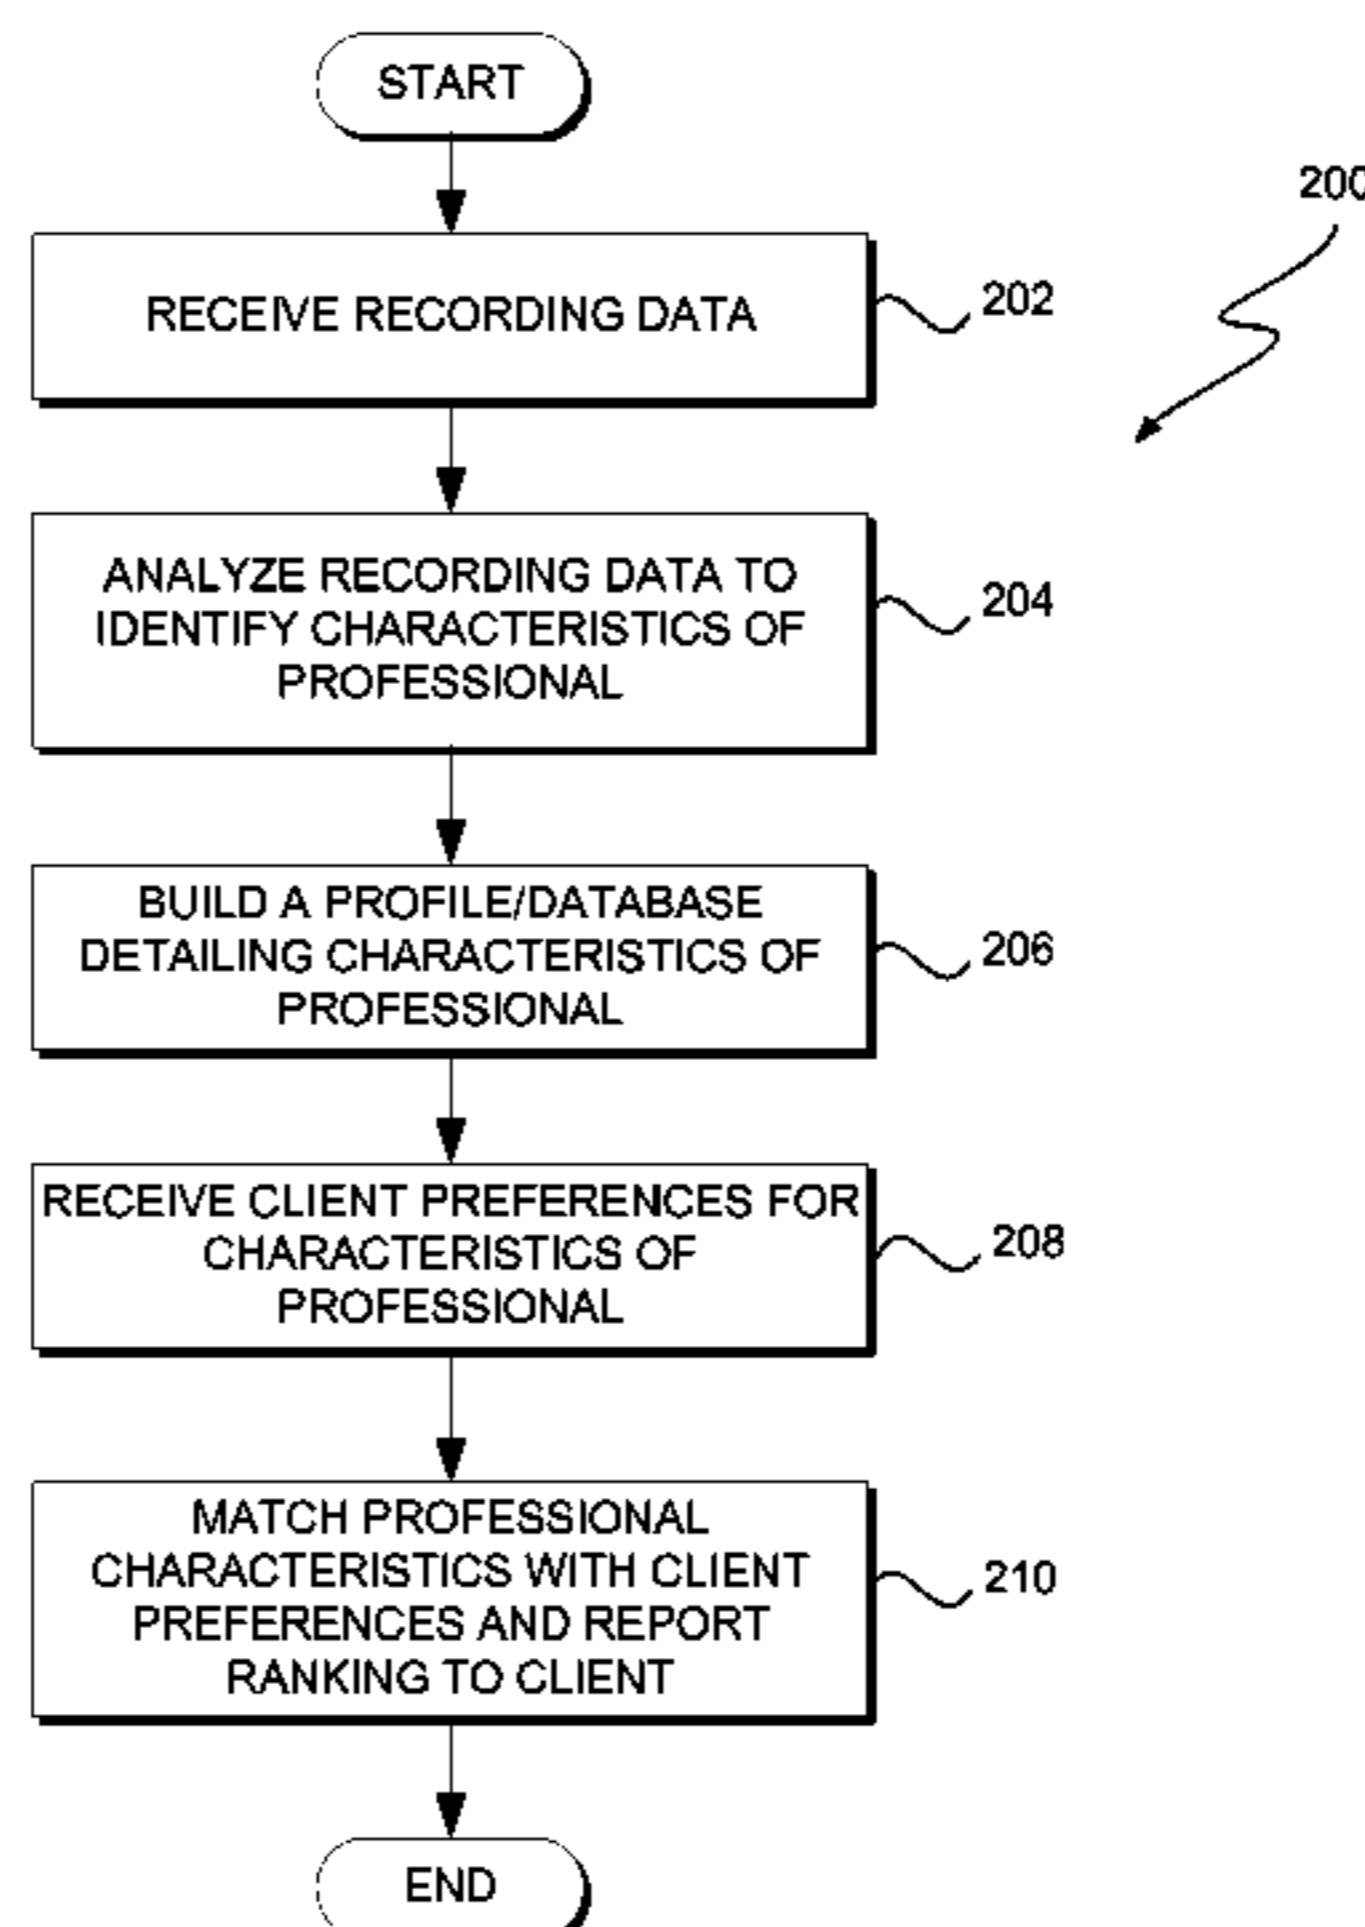 START
200
RECEIVE RECORDING DATA
202
ANALYZE RECORDING DATA TO
IDENTIFY CHARACTERISTICS OF
PROFESSIONAL
204
BUILD A PROFILE/DATABASE
DETAILING CHARACTERISTICS OF
PROFESSIONAL
206
RECEIVE CLIENT PREFERENCES FOR
CHARACTERISTICS OF
PROFESSIONAL
208
MATCH PROFESSIONAL
CHARACTERISTICS WITH CLIENT
PREFERENCES AND REPORT
RANKING TO CLIENT
210
END